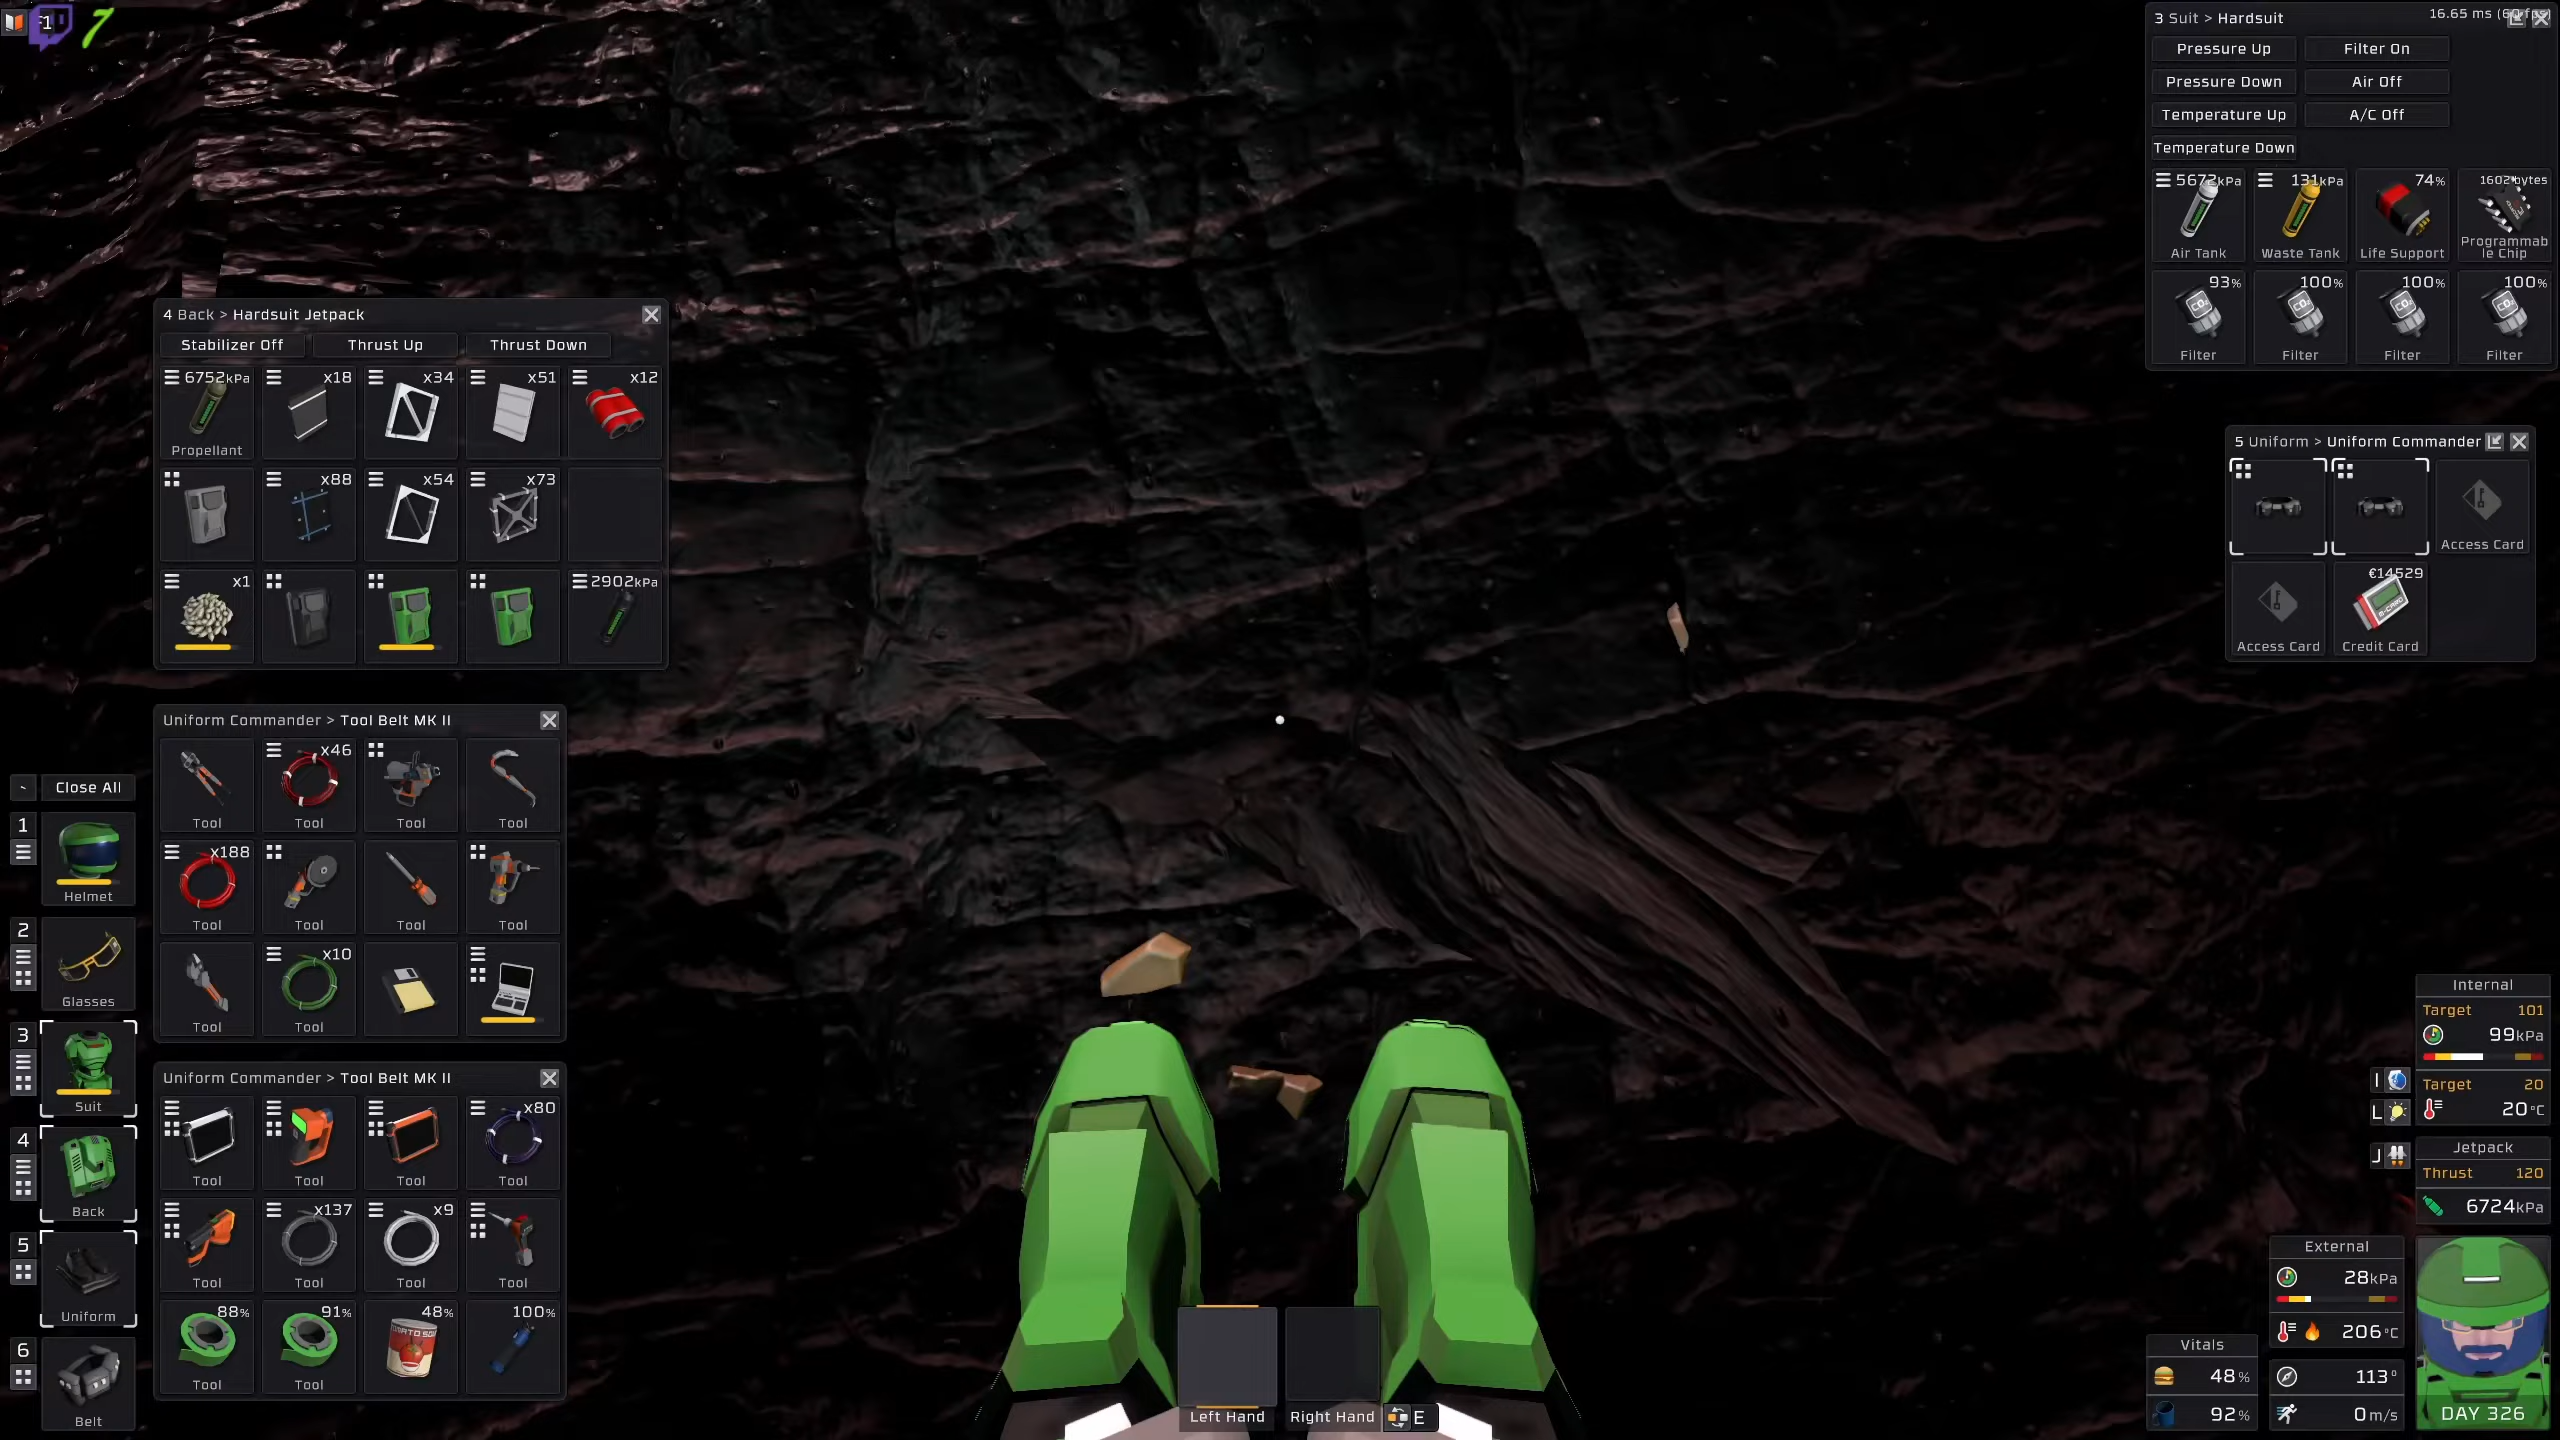 F1
7
3 Suit > Hardsuit
Pressure Up
Filter On
Pressure Down
Air Off
Temperature Up
A/C Off
Temperature Down
5672kPa
Air Tank
131kPa
Waste Tank
74%
Life Support
1602 bytes
Programmab
le Chip
93%
Filter
100%
Filter
100%
Filter
100%
Filter
4 Back > Hardsuit Jetpack
Stabilizer Off
Thrust Up
Thrust Down
6752kPa
Propellant
x18
x34
x51
x12
x88
x54
x73
x1
2902kPa
5 Uniform > Uniform Commander
Access Card
Access Card
€14529
Credit Card
Uniform Commander > Tool Belt MK II
Tool
x46
Tool
Tool
Tool
x188
Tool
Tool
Tool
Tool
Tool
x10
Tool
Uniform Commander > Tool Belt MK II
Tool
Tool
Tool
x80
Tool
Tool
x137
Tool
x9
Tool
Tool
88%
Tool
91%
Tool
48%
100%
~ Close All
1
Helmet
2
Glasses
3
Suit
4
Back
5
Uniform
6
Belt
Left Hand
Right Hand
E
Internal
Target 101
99kPa
Target 20
20°C
I
L
J
Jetpack
Thrust 120
6724kPa
External
28kPa
206°C
113°
0m/s
Vitals
48%
92%
DAY 326